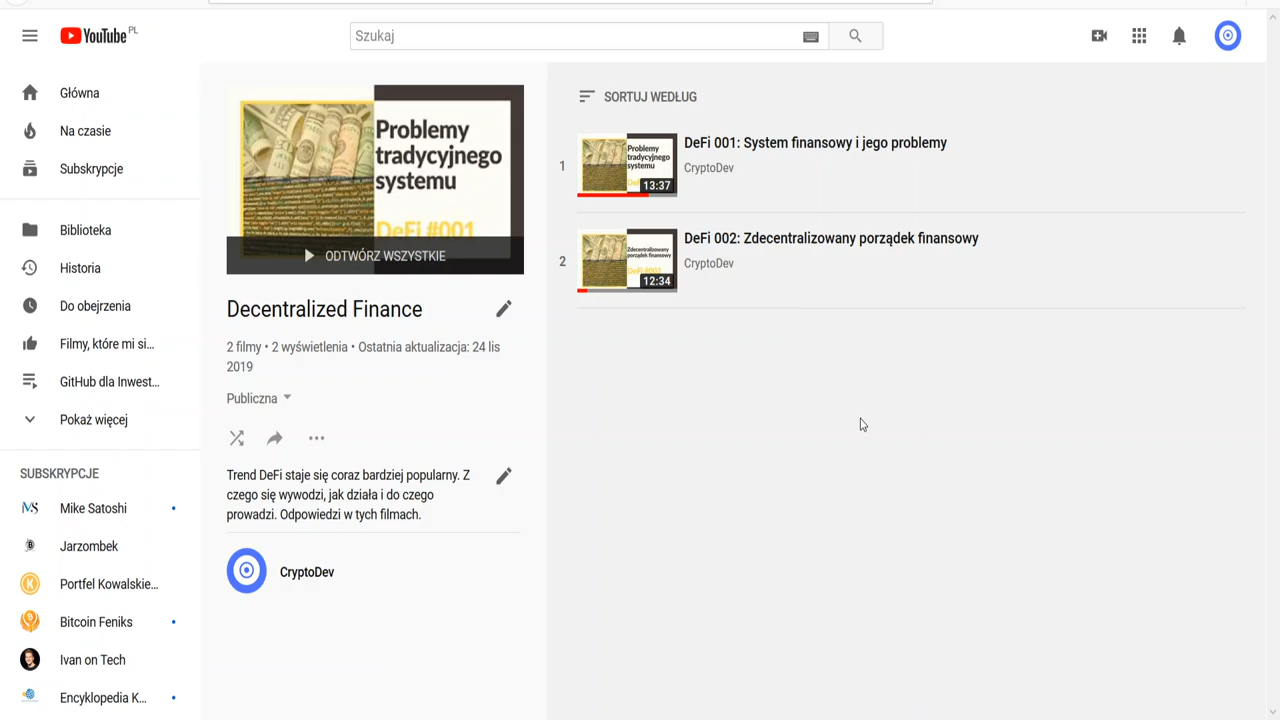 YouTube PL
Szukaj
Główna
Na czasie
Subskrypcje
Biblioteka
Historia
Do obejrzenia
Filmy, które mi si...
GitHub dla Inwest...
Pokaż więcej
SUBSKRYPCJE
Mike Satoshi
Jarzombek
Portfel Kowalskie...
Bitcoin Feniks
Ivan on Tech
Encyklopedia K...
Problemy
tradycyjnego
systemu
DeFi #001
ODTWÓRZ WSZYSTKIE
Decentralized Finance
2 filmy • 2 wyświetlenia • Ostatnia aktualizacja: 24 lis
2019
Publiczna
Trend DeFi staje się coraz bardziej popularny. Z
czego się wywodzi, jak działa i do czego
prowadzi. Odpowiedzi w tych filmach.
CryptoDev
SORTUJ WEDŁUG
1
Problemy
tradycyjnego
systemu
13:37
DeFi 001: System finansowy i jego problemy
CryptoDev
2
Zdecentralizowany
porządek finansowy
12:34
DeFi 002: Zdecentralizowany porządek finansowy
CryptoDev